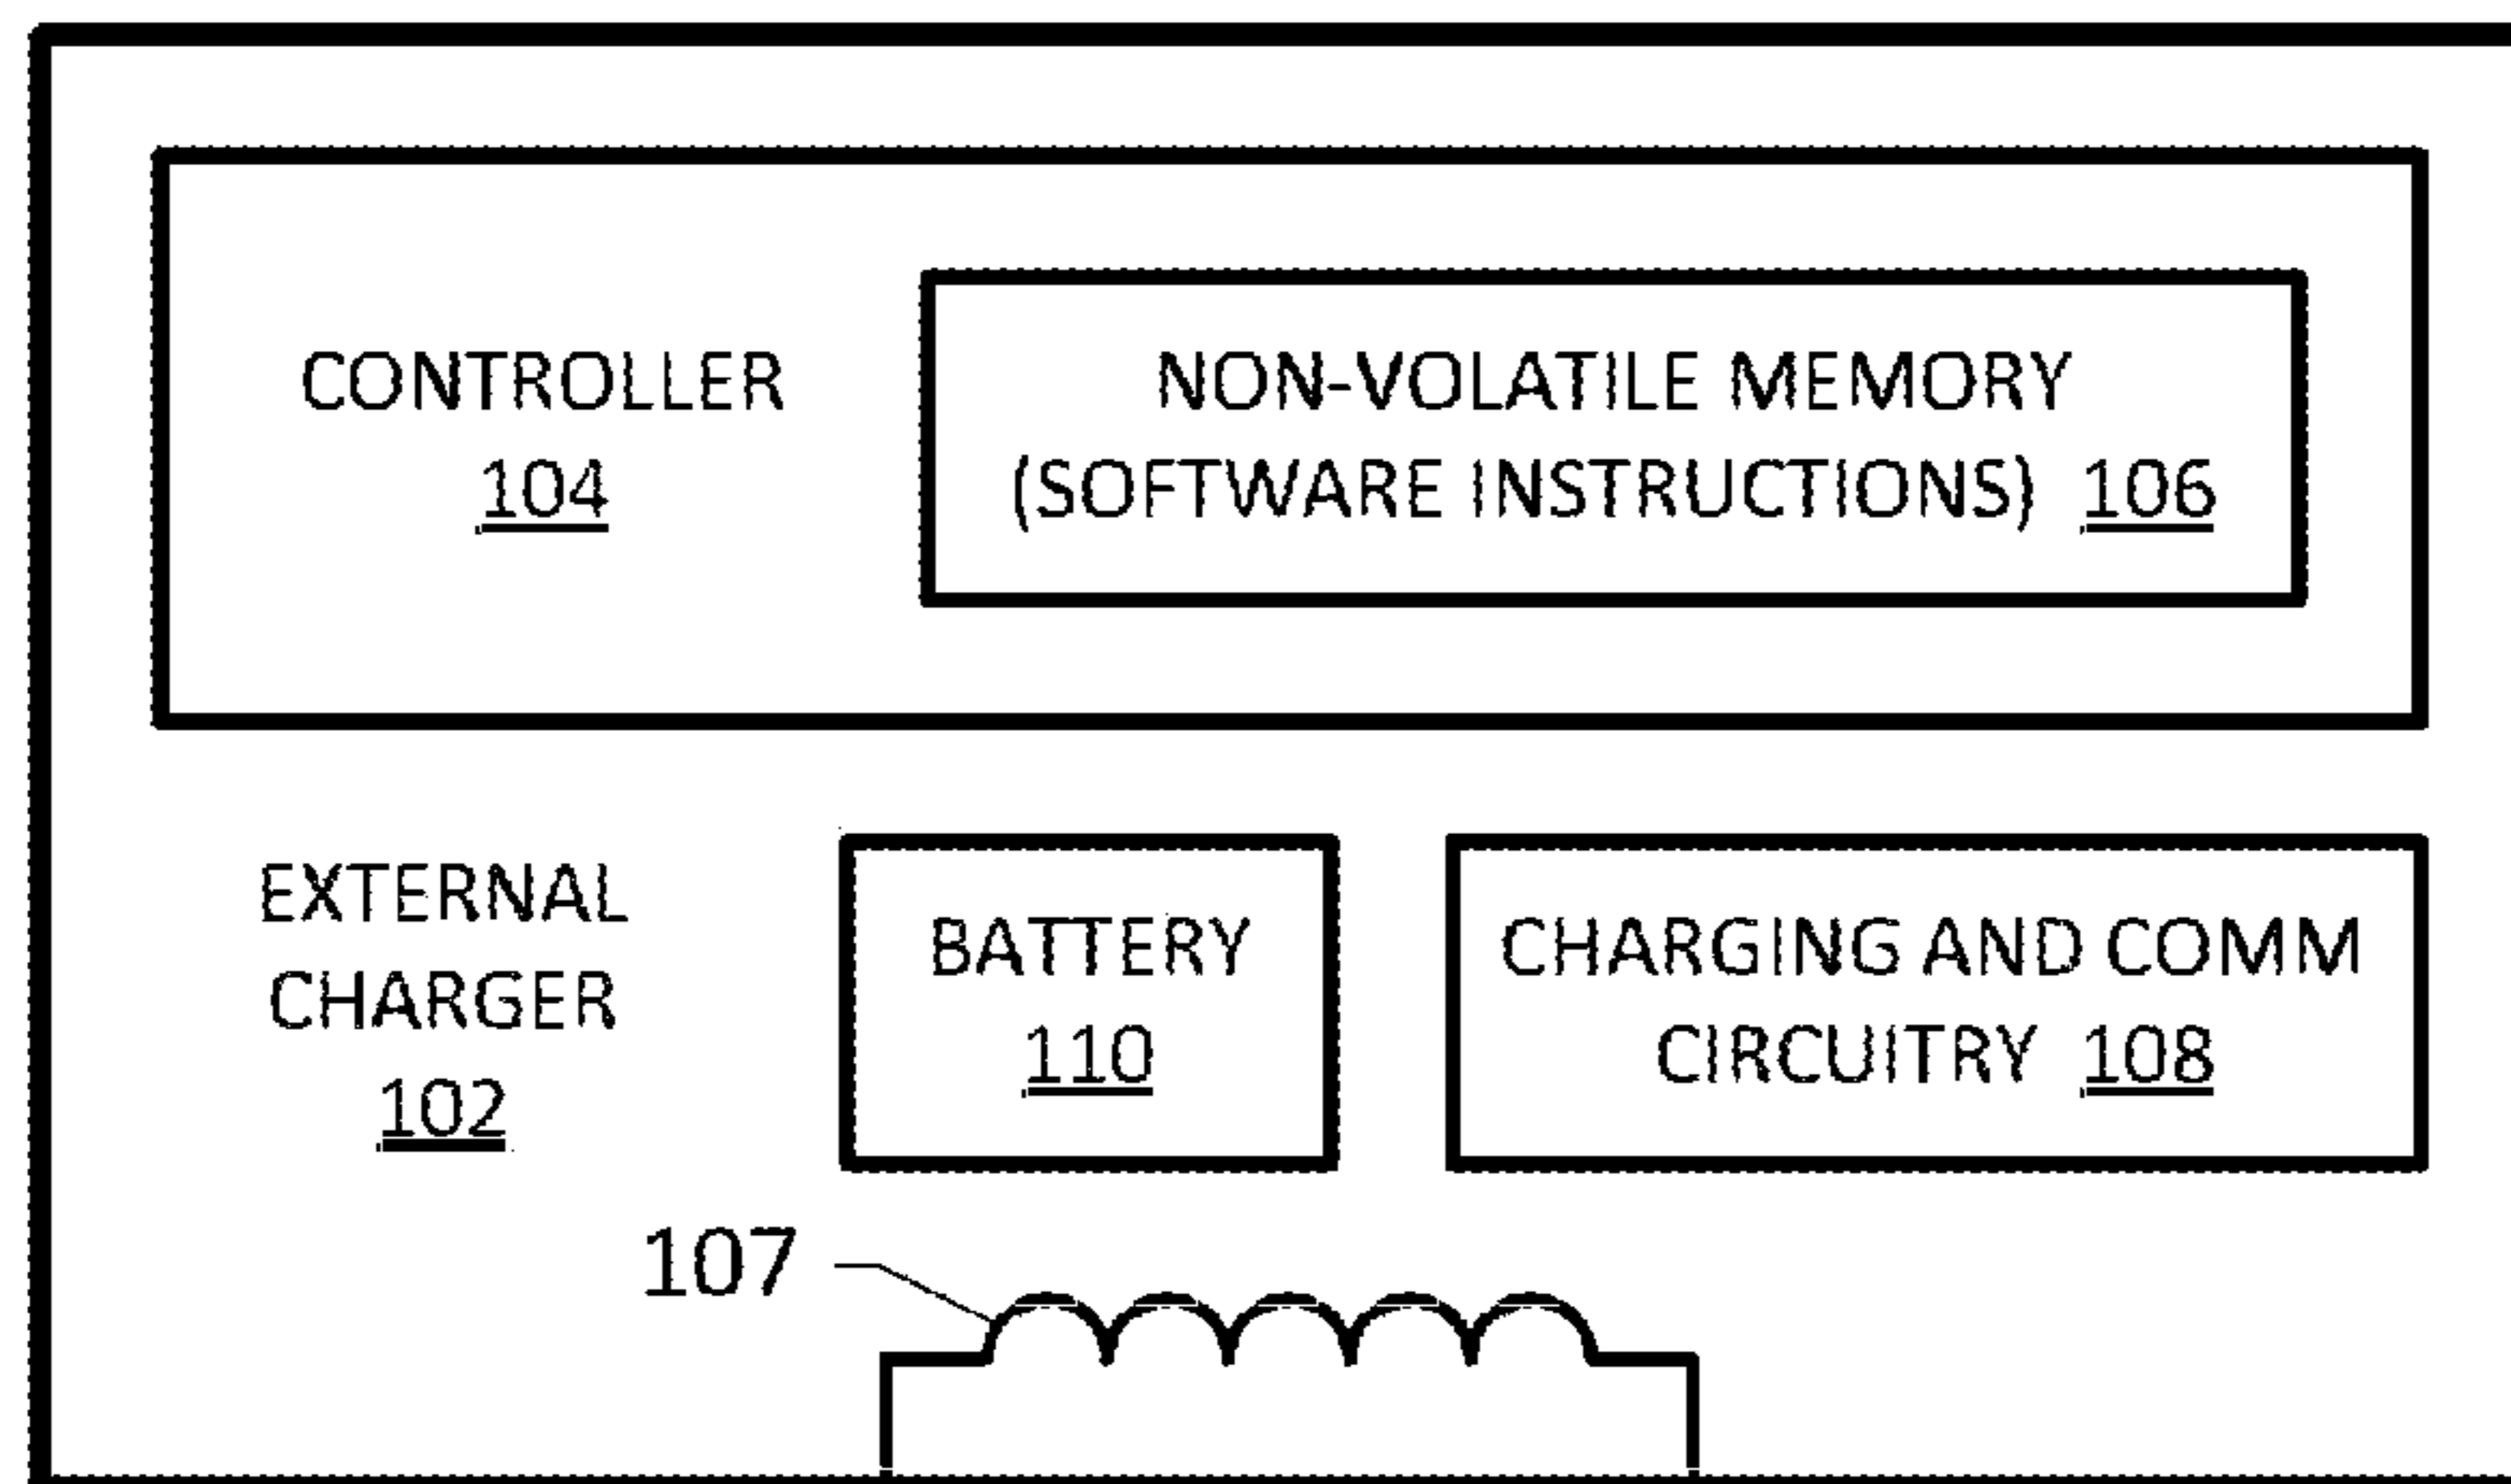 CONTROLLER
104
NON-VOLATILE MEMORY
(SOFTWARE INSTRUCTIONS) 106
EXTERNAL
CHARGER
102
BATTERY
110
CHARGING AND COMM
CIRCUITRY 108
107